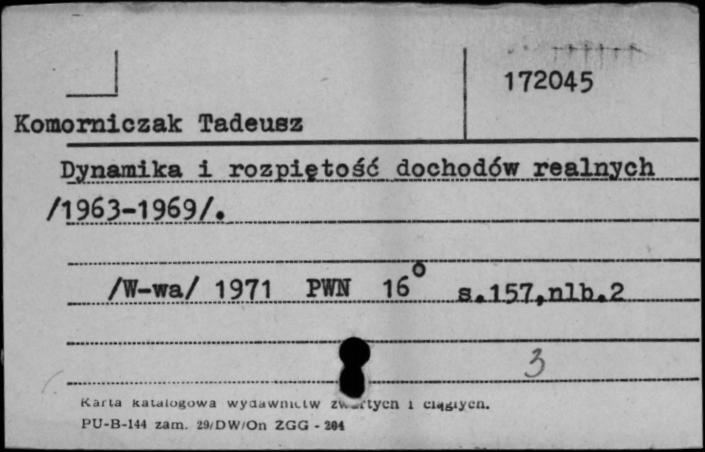 172045
Komorniczak Tadeusz
Dynamika i rozpiętość dochodów realnych
/1963-1969/.
/W-wa/ 1971 PWN 16° s.157,nlb.2
3
Karta katalogowa wydawnictw zwartych i ciągłych.
PU-B-144 zam. 29/DW/On ZGG - 204